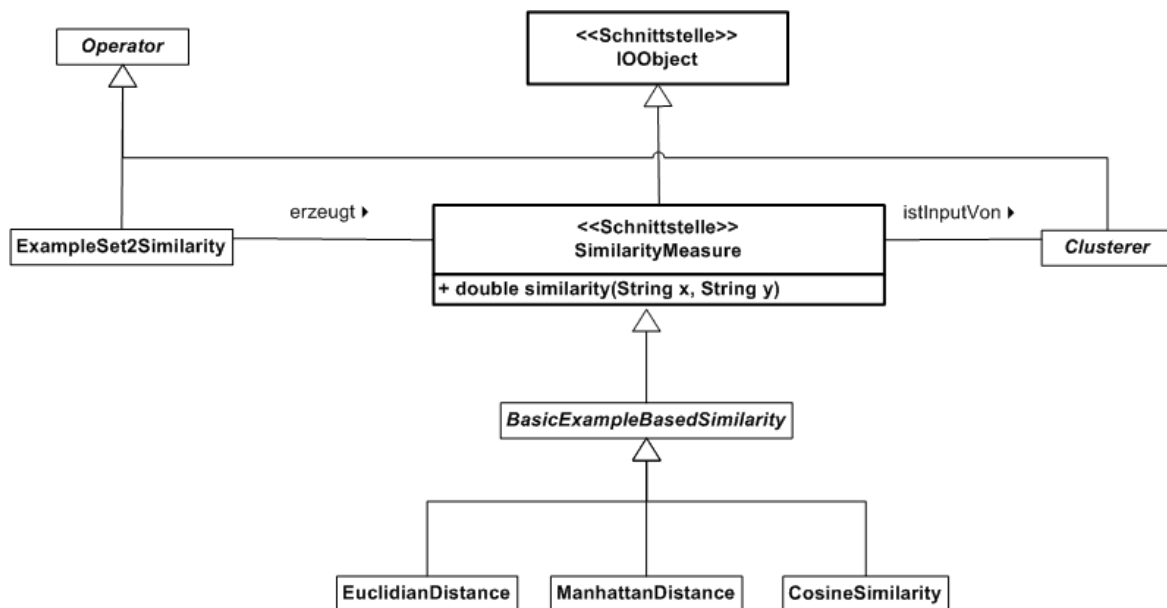 Operator
<<Schnittstelle>>
IOObject
erzeugt
istInputVon
ExampleSet2Similarity
<<Schnittstelle>>
SimilarityMeasure
+ double similarity(String x, String y)
Clusterer
BasicExampleBasedSimilarity
EuclidianDistance
ManhattanDistance
CosineSimilarity